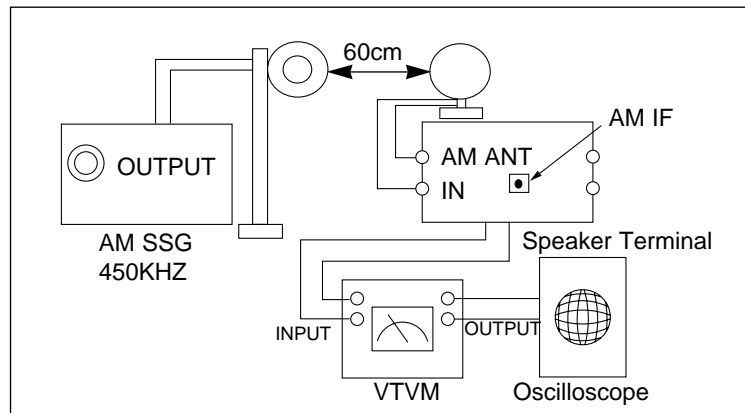 60cm
AM IF
OUTPUT
AM ANT
IN
AM SSG
450KHZ
Speaker Terminal
INPUT
OUTPUT
VTVM
Oscilloscope